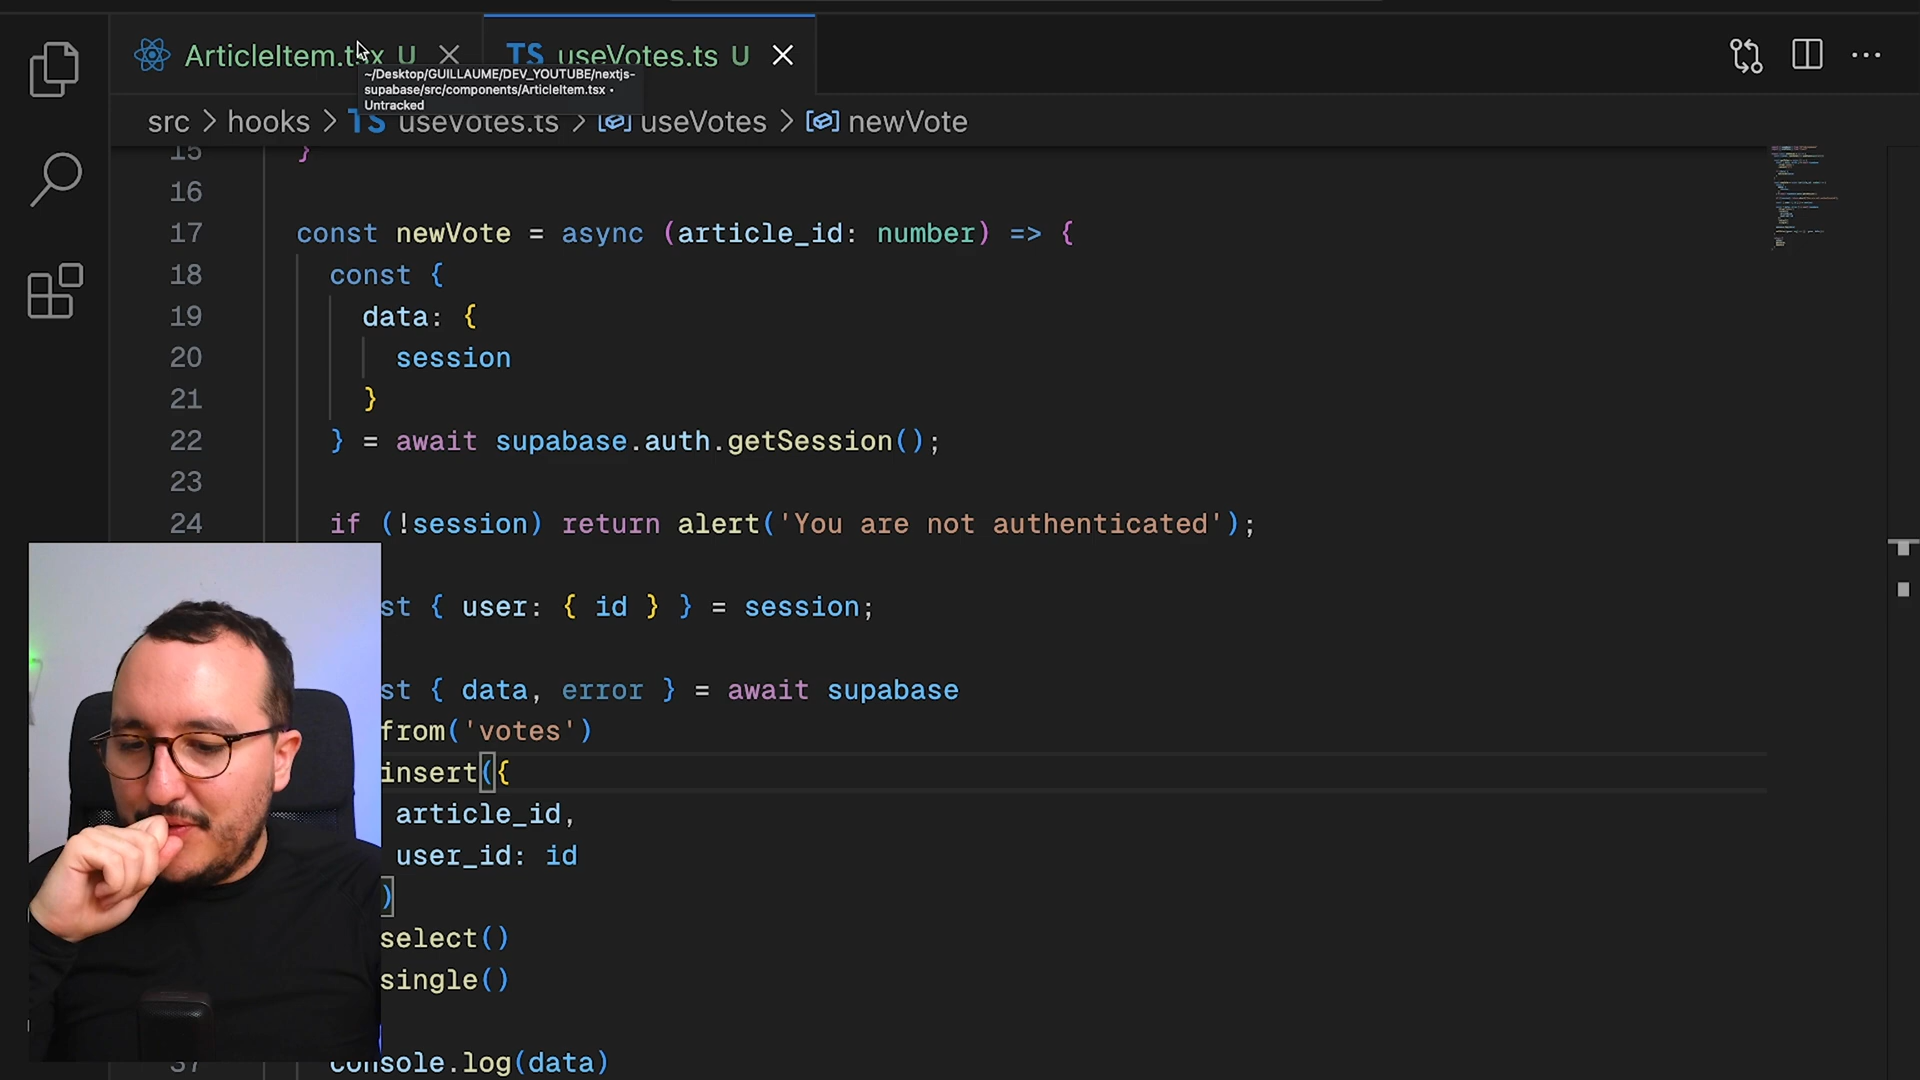 ArticleItem.tsx U
TS useVotes.ts U
~/Desktop/GUILLAUME/DEV_YOUTUBE/nextjs-
supabase/src/components/ArticleItem.tsx •
Untracked
src > hooks > TS useVotes.ts > useVotes > newVote
15 }
16
17 const newVote = async (article_id: number) => {
18 const {
19 data: {
20 session
21 }
22 } = await supabase.auth.getSession();
23
24 if (!session) return alert('You are not authenticated');
st { user: { id } } = session;
st { data, error } = await supabase
from('votes')
insert({
article_id,
user_id: id
)
select()
single()
37 console.log(data)